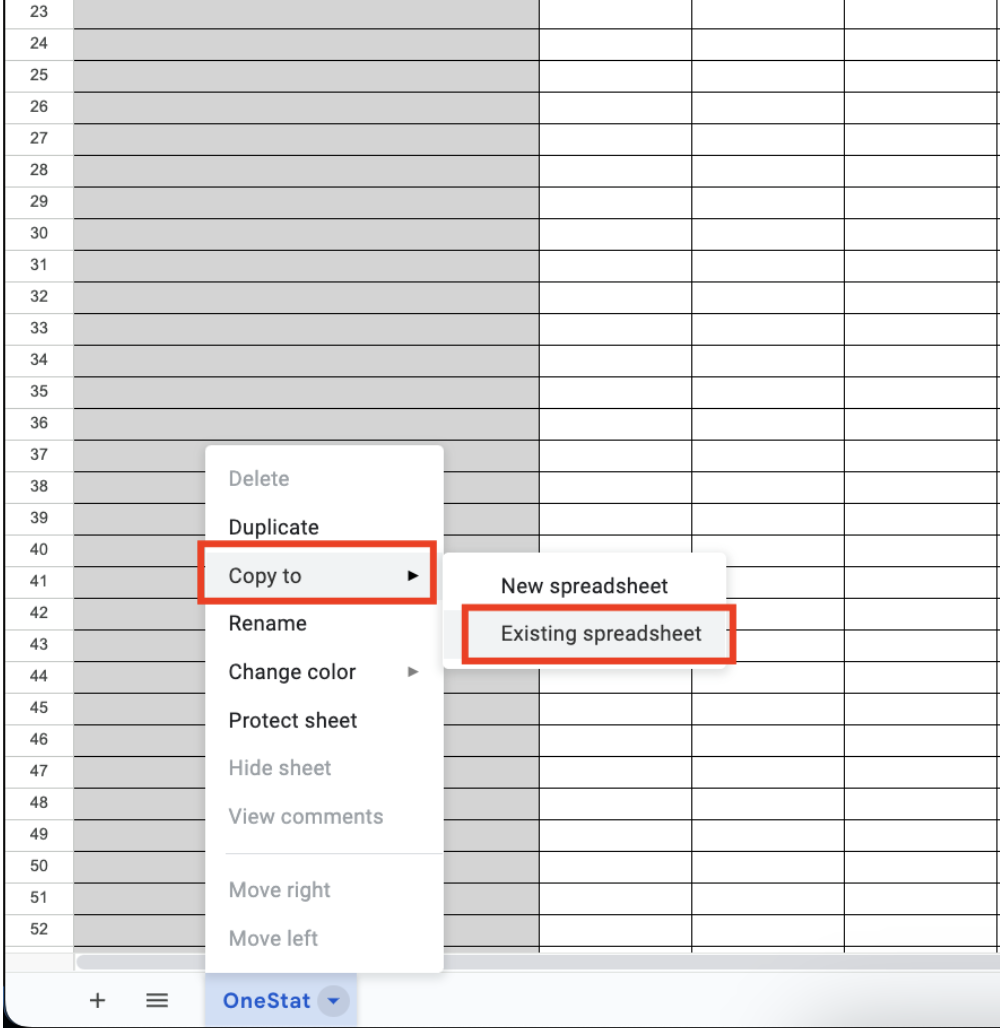 23
24
25
26
27
28
29
30
31
32
33
34
35
36
37
38
39
40
41
42
43
44
45
46
47
48
49
50
51
52
Delete
Duplicate
Copy to
Rename
Change color
Protect sheet
Hide sheet
View comments
Move right
Move left
New spreadsheet
Existing spreadsheet
OneStat